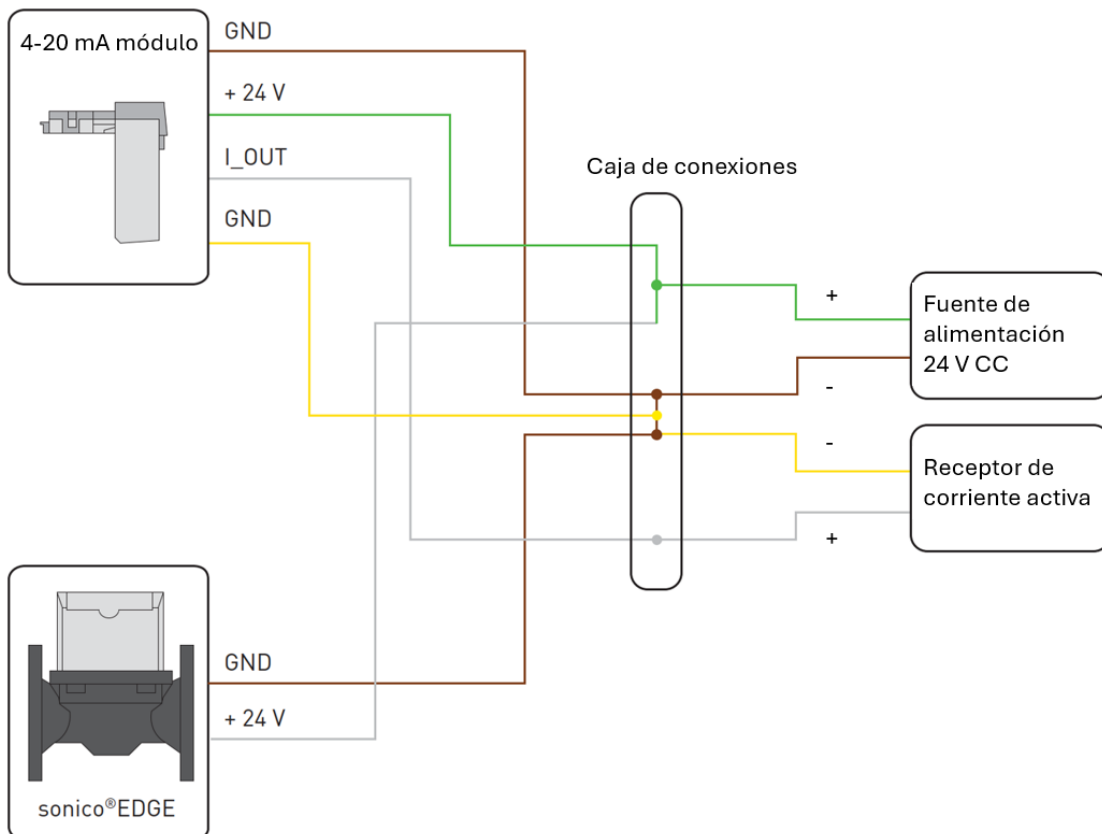 4-20 mA módulo
GND
+ 24 V
I_OUT
GND
Caja de conexiones
+
Fuente de
alimentación
24 V CC
-
-
Receptor de
corriente activa
+
GND
+ 24 V
sonico®EDGE